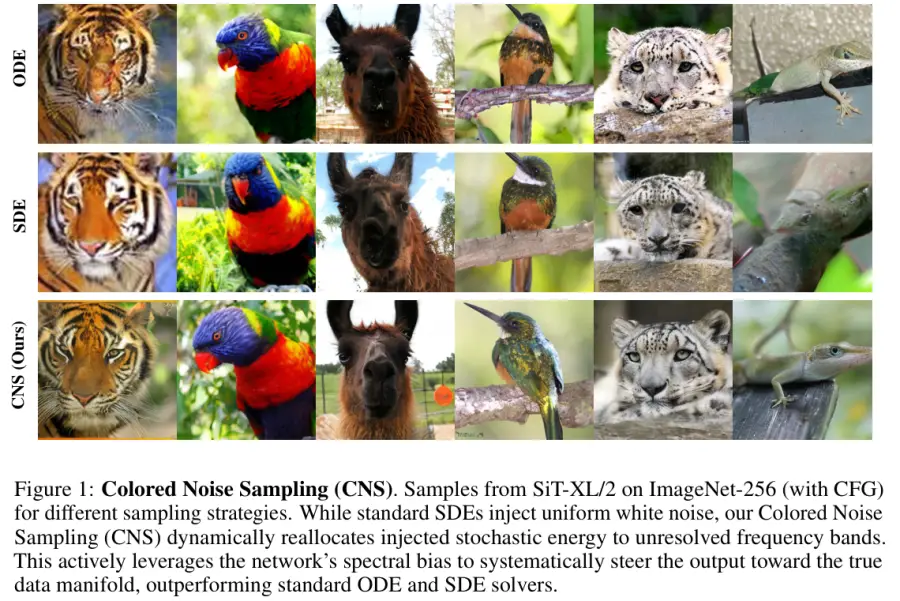 ODE
SDE
CNS (Ours)
Figure 1: Colored Noise Sampling (CNS). Samples from SiT-XL/2 on ImageNet-256 (with CFG)
for different sampling strategies. While standard SDEs inject uniform white noise, our Colored Noise
Sampling (CNS) dynamically reallocates injected stochastic energy to unresolved frequency bands.
This actively leverages the network's spectral bias to systematically steer the output toward the true
data manifold, outperforming standard ODE and SDE solvers.